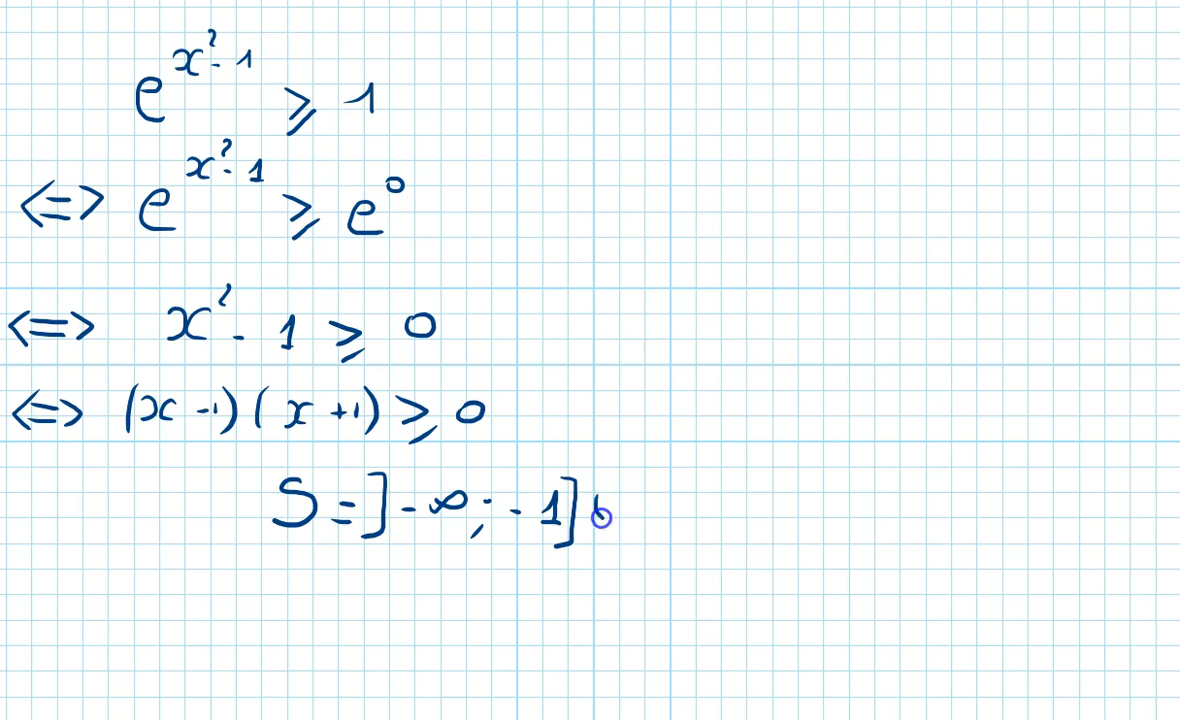 e^{x²-1} ⩾ 1
<=> e^{x²-1} ⩾ e^0
<=> x² - 1 ⩾ 0
<=> (x -1)( x +1) ⩾ 0
S = ]-∞; -1]